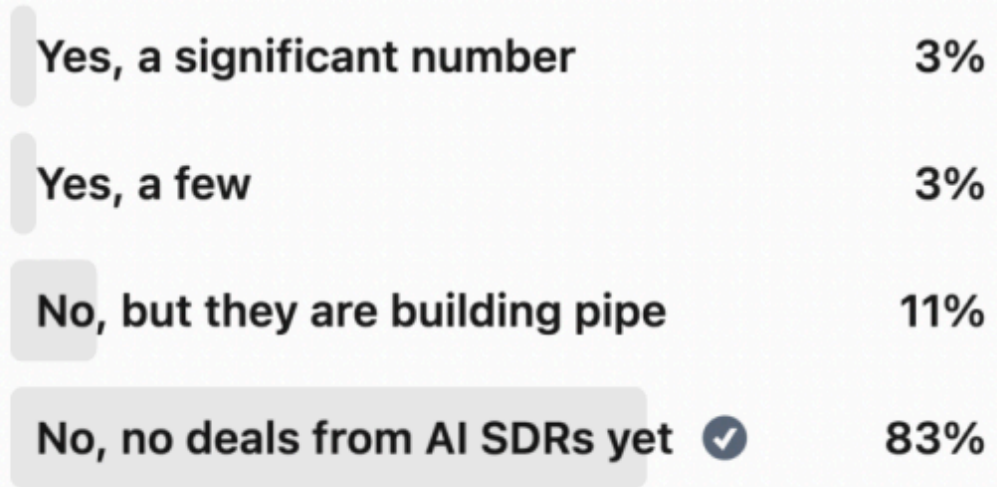 Yes, a significant number 3%
Yes, a few 3%
No, but they are building pipe 11%
No, no deals from AI SDRs yet 83%